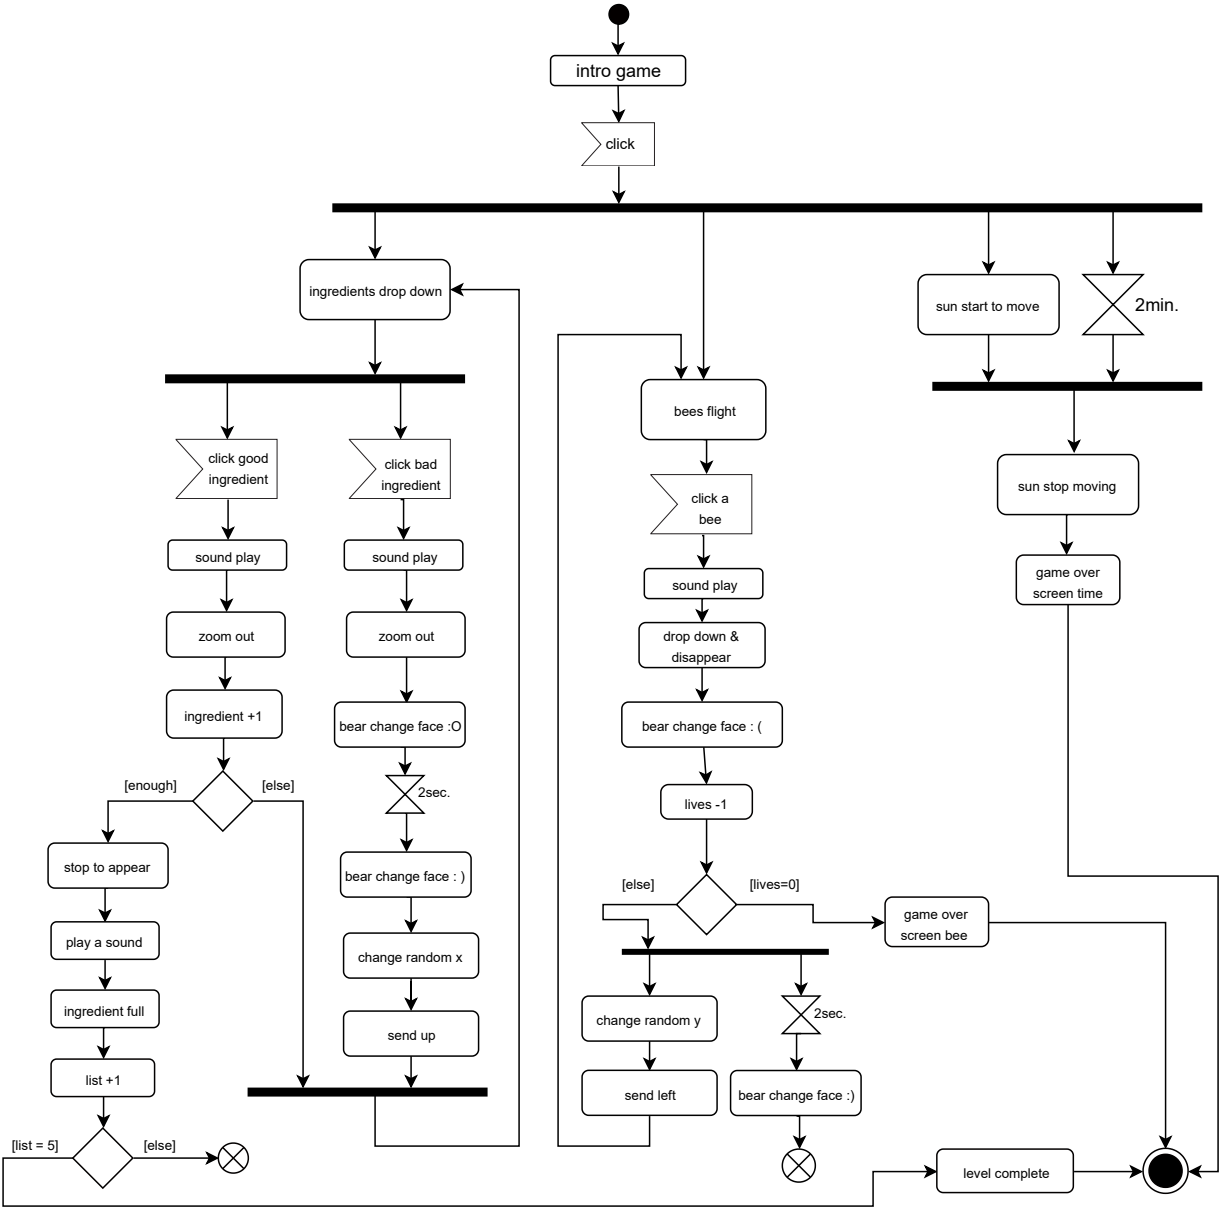 intro game
click
ingredients drop down
sun start to move
2min.
bees flight
click good
ingredient
click bad
ingredient
click a
bee
sun stop moving
sound play
sound play
sound play
game over
screen time
zoom out
zoom out
drop down &
disappear
ingredient +1
bear change face :O
bear change face : (
[enough]
[else]
2sec.
lives -1
stop to appear
bear change face : )
[else]
[lives=0]
game over
screen bee
play a sound
change random x
ingredient full
send up
change random y
2sec.
list +1
send left
bear change face :)
[list = 5]
[else]
level complete